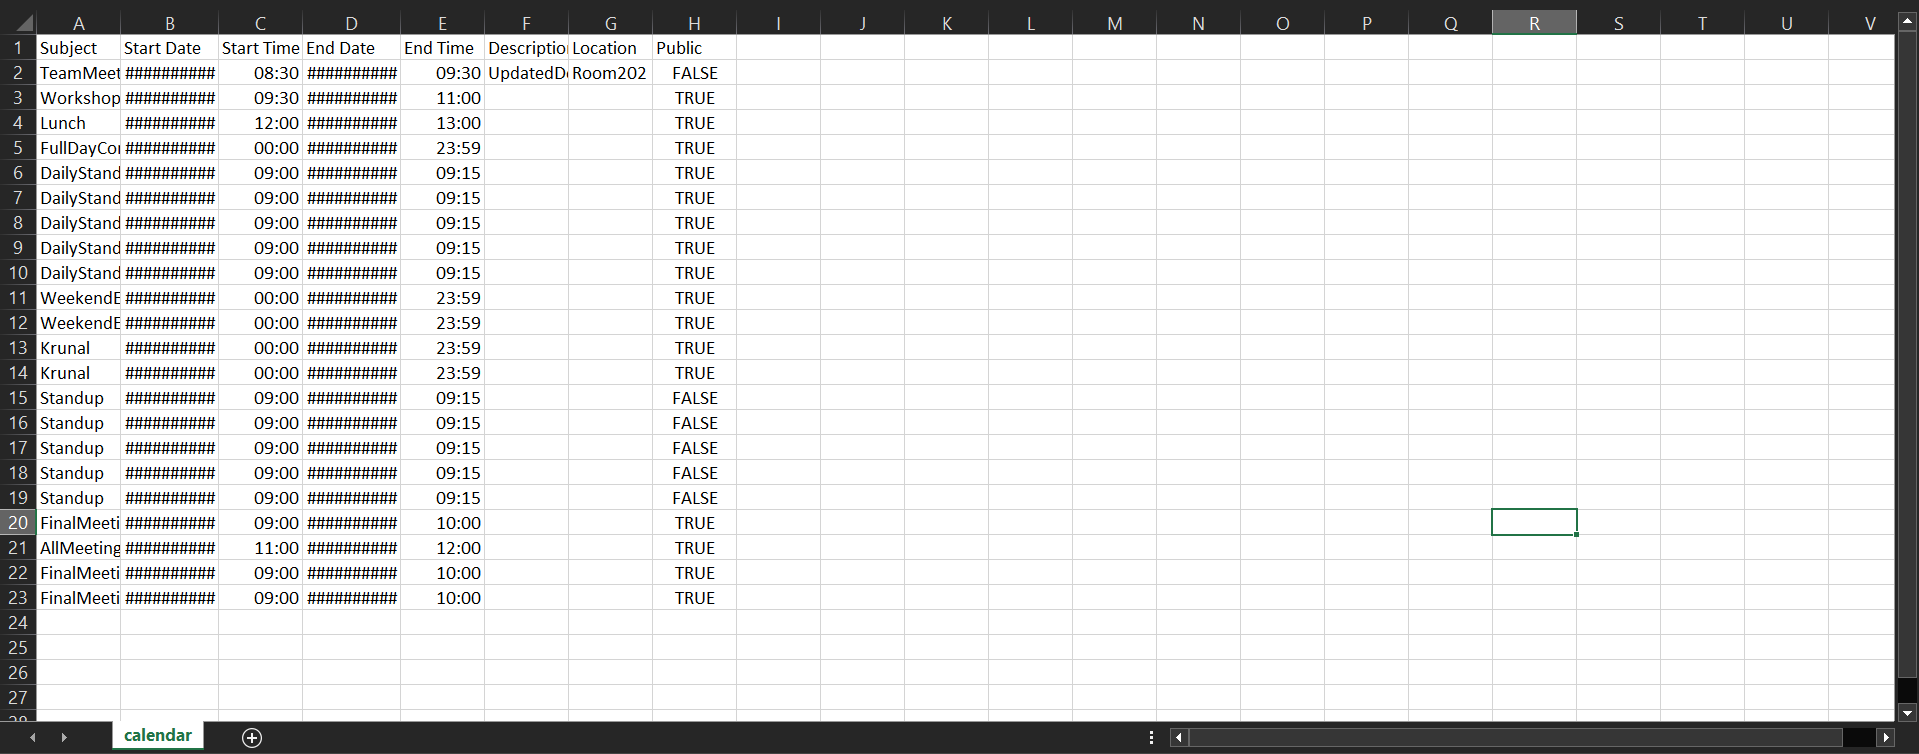 A B C D E F G H I J K L M N O P Q R S T U V
1 Subject Start Date Start Time End Date End Time Descriptio Location Public
2 TeamMeet ########## 08:30 ########## 09:30 UpdatedDe Room202 FALSE
3 Workshop ########## 09:30 ########## 11:00 TRUE
4 Lunch ########## 12:00 ########## 13:00 TRUE
5 FullDayCon ########## 00:00 ########## 23:59 TRUE
6 DailyStand ########## 09:00 ########## 09:15 TRUE
7 DailyStand ########## 09:00 ########## 09:15 TRUE
8 DailyStand ########## 09:00 ########## 09:15 TRUE
9 DailyStand ########## 09:00 ########## 09:15 TRUE
10 DailyStand ########## 09:00 ########## 09:15 TRUE
11 WeekendE ########## 00:00 ########## 23:59 TRUE
12 WeekendE ########## 00:00 ########## 23:59 TRUE
13 Krunal ########## 00:00 ########## 23:59 TRUE
14 Krunal ########## 00:00 ########## 23:59 TRUE
15 Standup ########## 09:00 ########## 09:15 FALSE
16 Standup ########## 09:00 ########## 09:15 FALSE
17 Standup ########## 09:00 ########## 09:15 FALSE
18 Standup ########## 09:00 ########## 09:15 FALSE
19 Standup ########## 09:00 ########## 09:15 FALSE
20 FinalMeeti ########## 09:00 ########## 10:00 TRUE
21 AllMeeting ########## 11:00 ########## 12:00 TRUE
22 FinalMeeti ########## 09:00 ########## 10:00 TRUE
23 FinalMeeti ########## 09:00 ########## 10:00 TRUE
24
25
26
27
28
calendar